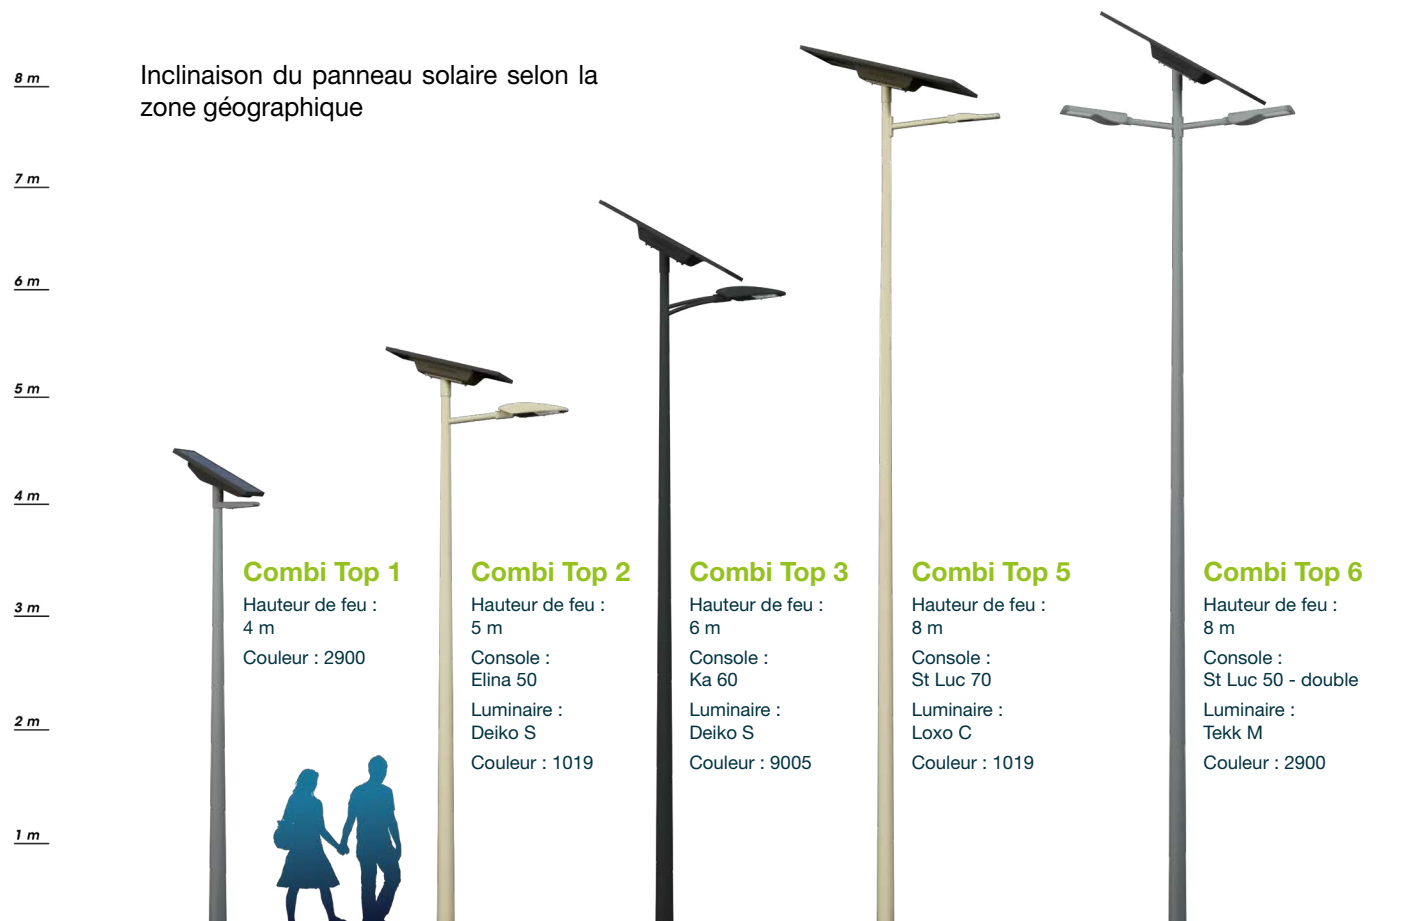 Inclinaison du panneau solaire selon la
zone géographique
8 m
7 m
6 m
5 m
4 m
3 m
2 m
1 m
Combi Top 1
Hauteur de feu :
4 m
Couleur : 2900
Combi Top 2
Hauteur de feu :
5 m
Console :
Elina 50
Luminaire :
Deiko S
Couleur : 1019
Combi Top 3
Hauteur de feu :
6 m
Console :
Ka 60
Luminaire :
Deiko S
Couleur : 9005
Combi Top 5
Hauteur de feu :
8 m
Console :
St Luc 70
Luminaire :
Loxo C
Couleur : 1019
Combi Top 6
Hauteur de feu :
8 m
Console :
St Luc 50 - double
Luminaire :
Tekk M
Couleur : 2900